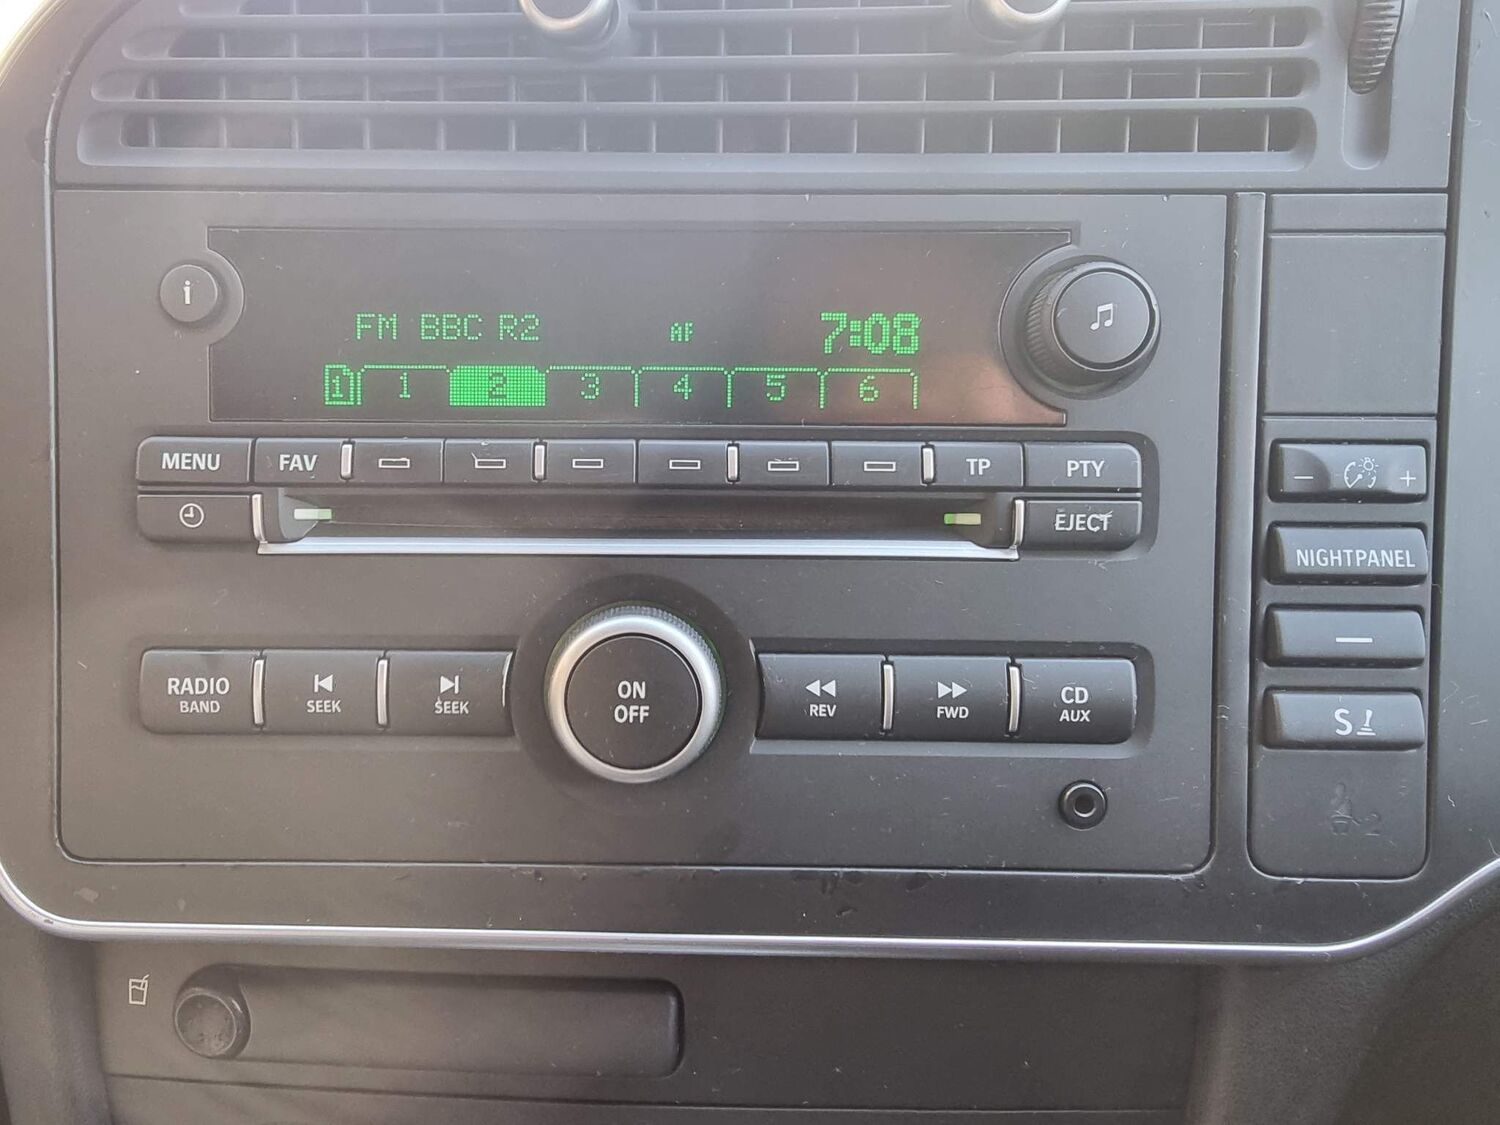 i
FM BBC R2 AF 7:08
1 1 2 3 4 5 6
MENU FAV TP PTY
EJECT
- +
NIGHTPANEL
RADIO
BAND
SEEK
SEEK
ON
OFF
REV
FWD
CD
AUX
S
2